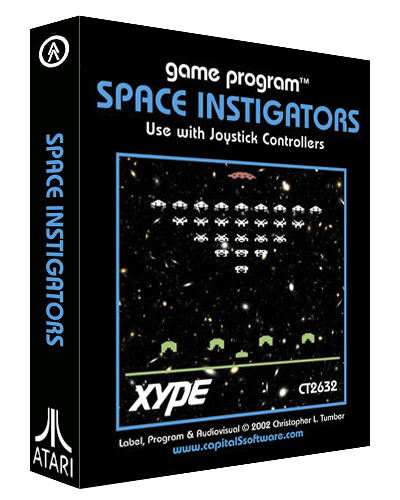 game program™
SPACE INSTIGATORS
Use with Joystick Controllers
XYPE
CT2632
Label, Program & Audiovisual © 2002 Christopher L. Tumber
www.capitalSsoftware.com
SPACE INSTIGATORS
ATARI